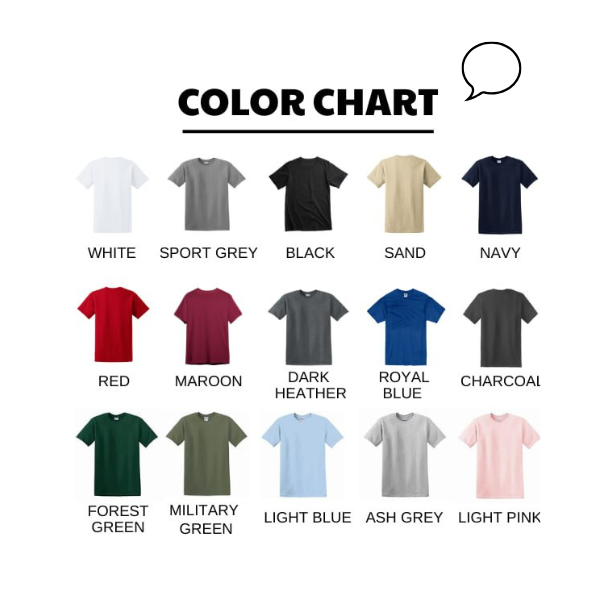 COLOR CHART
WHITE SPORT GREY BLACK SAND NAVY
RED MAROON DARK HEATHER ROYAL BLUE CHARCOAL
FOREST GREEN MILITARY GREEN LIGHT BLUE ASH GREY LIGHT PINK